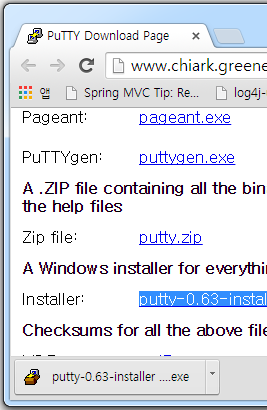 PuTTY Download Page
www.chiark.greene
앱 Spring MVC Tip: Re... log4j-
Pageant: pageant.exe
PuTTYgen: puttygen.exe
A .ZIP file containing all the bin
the help files
Zip file: putty.zip
A Windows installer for everythi
Installer: putty-0.63-instal
Checksums for all the above file
putty-0.63-installer ....exe